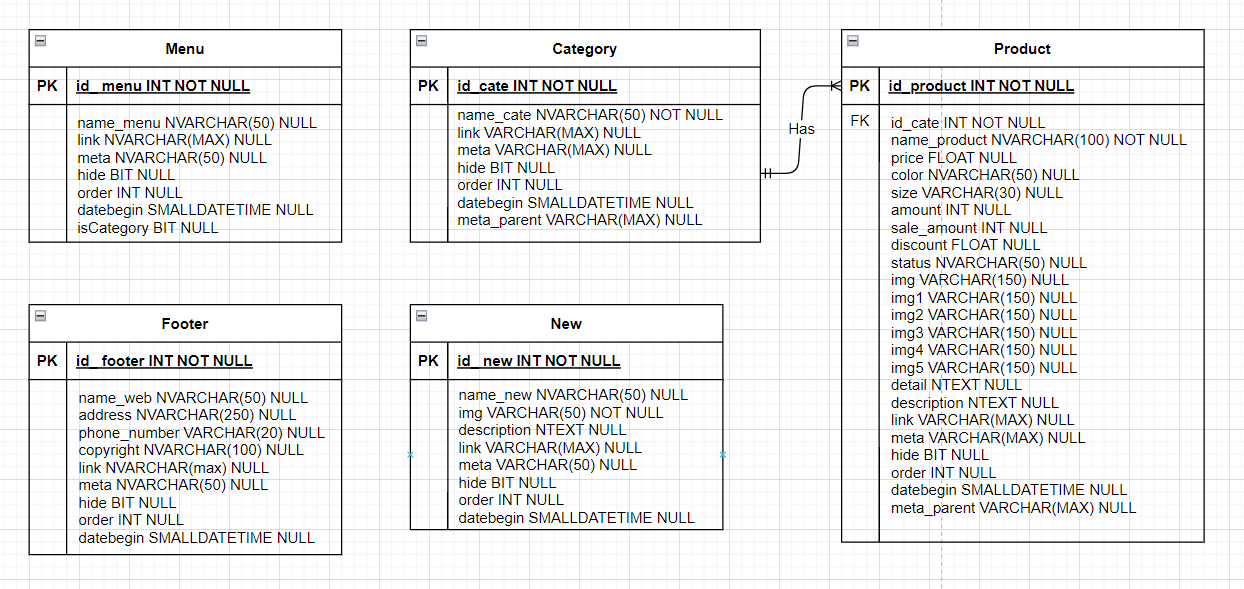 Menu
PK id_menu INT NOT NULL
name_menu NVARCHAR(50) NULL
link NVARCHAR(MAX) NULL
meta NVARCHAR(50) NULL
hide BIT NULL
order INT NULL
datebegin SMALLDATETIME NULL
isCategory BIT NULL
Category
PK id_cate INT NOT NULL
name_cate NVARCHAR(50) NOT NULL
link VARCHAR(MAX) NULL
meta VARCHAR(MAX) NULL
hide BIT NULL
order INT NULL
datebegin SMALLDATETIME NULL
meta_parent VARCHAR(MAX) NULL
Has
Product
PK id_product INT NOT NULL
FK id_cate INT NOT NULL
name_product NVARCHAR(100) NOT NULL
price FLOAT NULL
color NVARCHAR(50) NULL
size VARCHAR(30) NULL
amount INT NULL
sale_amount INT NULL
discount FLOAT NULL
status NVARCHAR(50) NULL
img VARCHAR(150) NULL
img1 VARCHAR(150) NULL
img2 VARCHAR(150) NULL
img3 VARCHAR(150) NULL
img4 VARCHAR(150) NULL
img5 VARCHAR(150) NULL
detail NTEXT NULL
description NTEXT NULL
link VARCHAR(MAX) NULL
meta VARCHAR(MAX) NULL
hide BIT NULL
order INT NULL
datebegin SMALLDATETIME NULL
meta_parent VARCHAR(MAX) NULL
Footer
PK id_footer INT NOT NULL
name_web NVARCHAR(50) NULL
address NVARCHAR(250) NULL
phone_number VARCHAR(20) NULL
copyright NVARCHAR(100) NULL
link NVARCHAR(max) NULL
meta NVARCHAR(50) NULL
hide BIT NULL
order INT NULL
datebegin SMALLDATETIME NULL
New
PK id_new INT NOT NULL
name_new NVARCHAR(50) NULL
img VARCHAR(50) NOT NULL
description NTEXT NULL
link VARCHAR(MAX) NULL
meta VARCHAR(50) NULL
hide BIT NULL
order INT NULL
datebegin SMALLDATETIME NULL